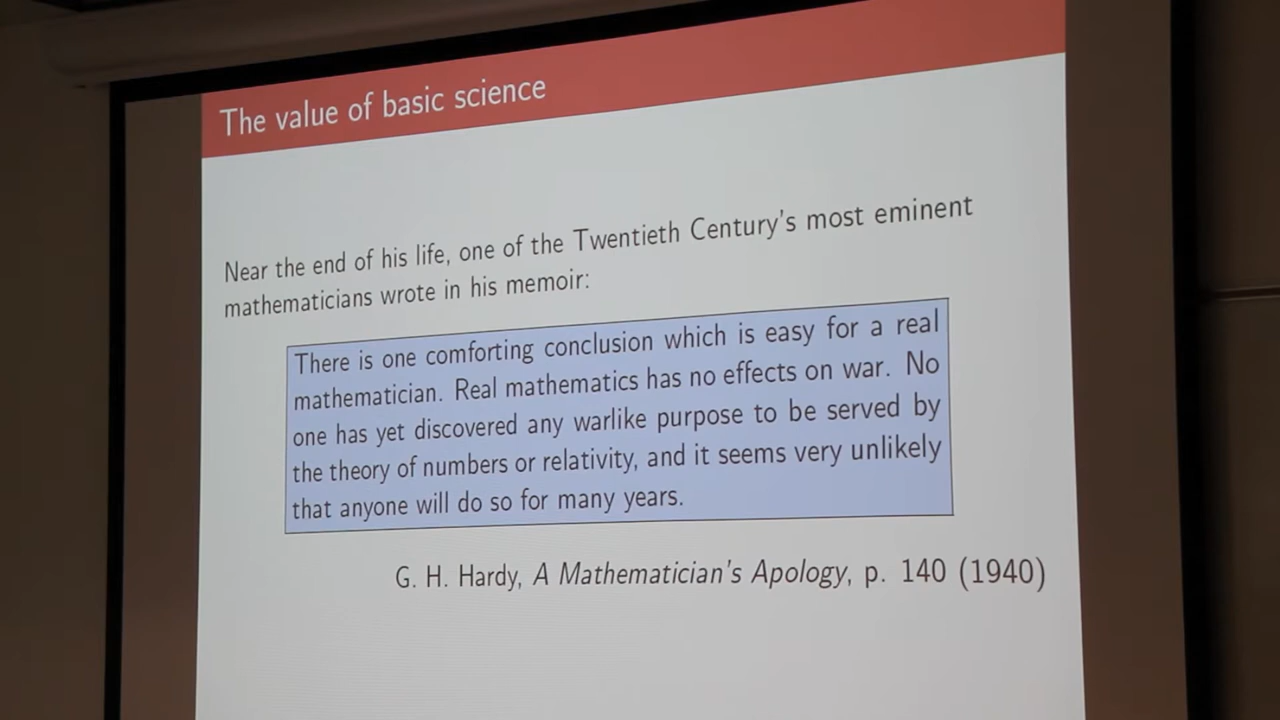 The value of basic science
Near the end of his life, one of the Twentieth Century's most eminent
mathematicians wrote in his memoir:
There is one comforting conclusion which is easy for a real
mathematician. Real mathematics has no effects on war. No
one has yet discovered any warlike purpose to be served by
the theory of numbers or relativity, and it seems very unlikely
that anyone will do so for many years.
G. H. Hardy, A Mathematician's Apology, p. 140 (1940)